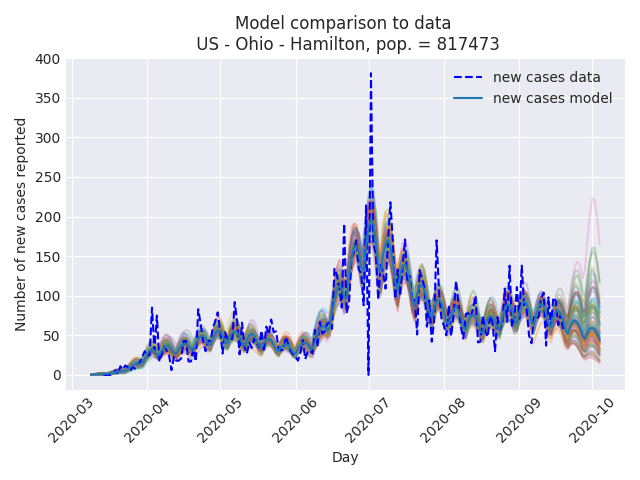 Model comparison to data
US - Ohio - Hamilton, pop. = 817473
400
350
300
250
200
150
100
50
0
Number of new cases reported
new cases data
new cases model
2020-03
2020-04
2020-05
2020-06
2020-07
2020-08
2020-09
2020-10
Day